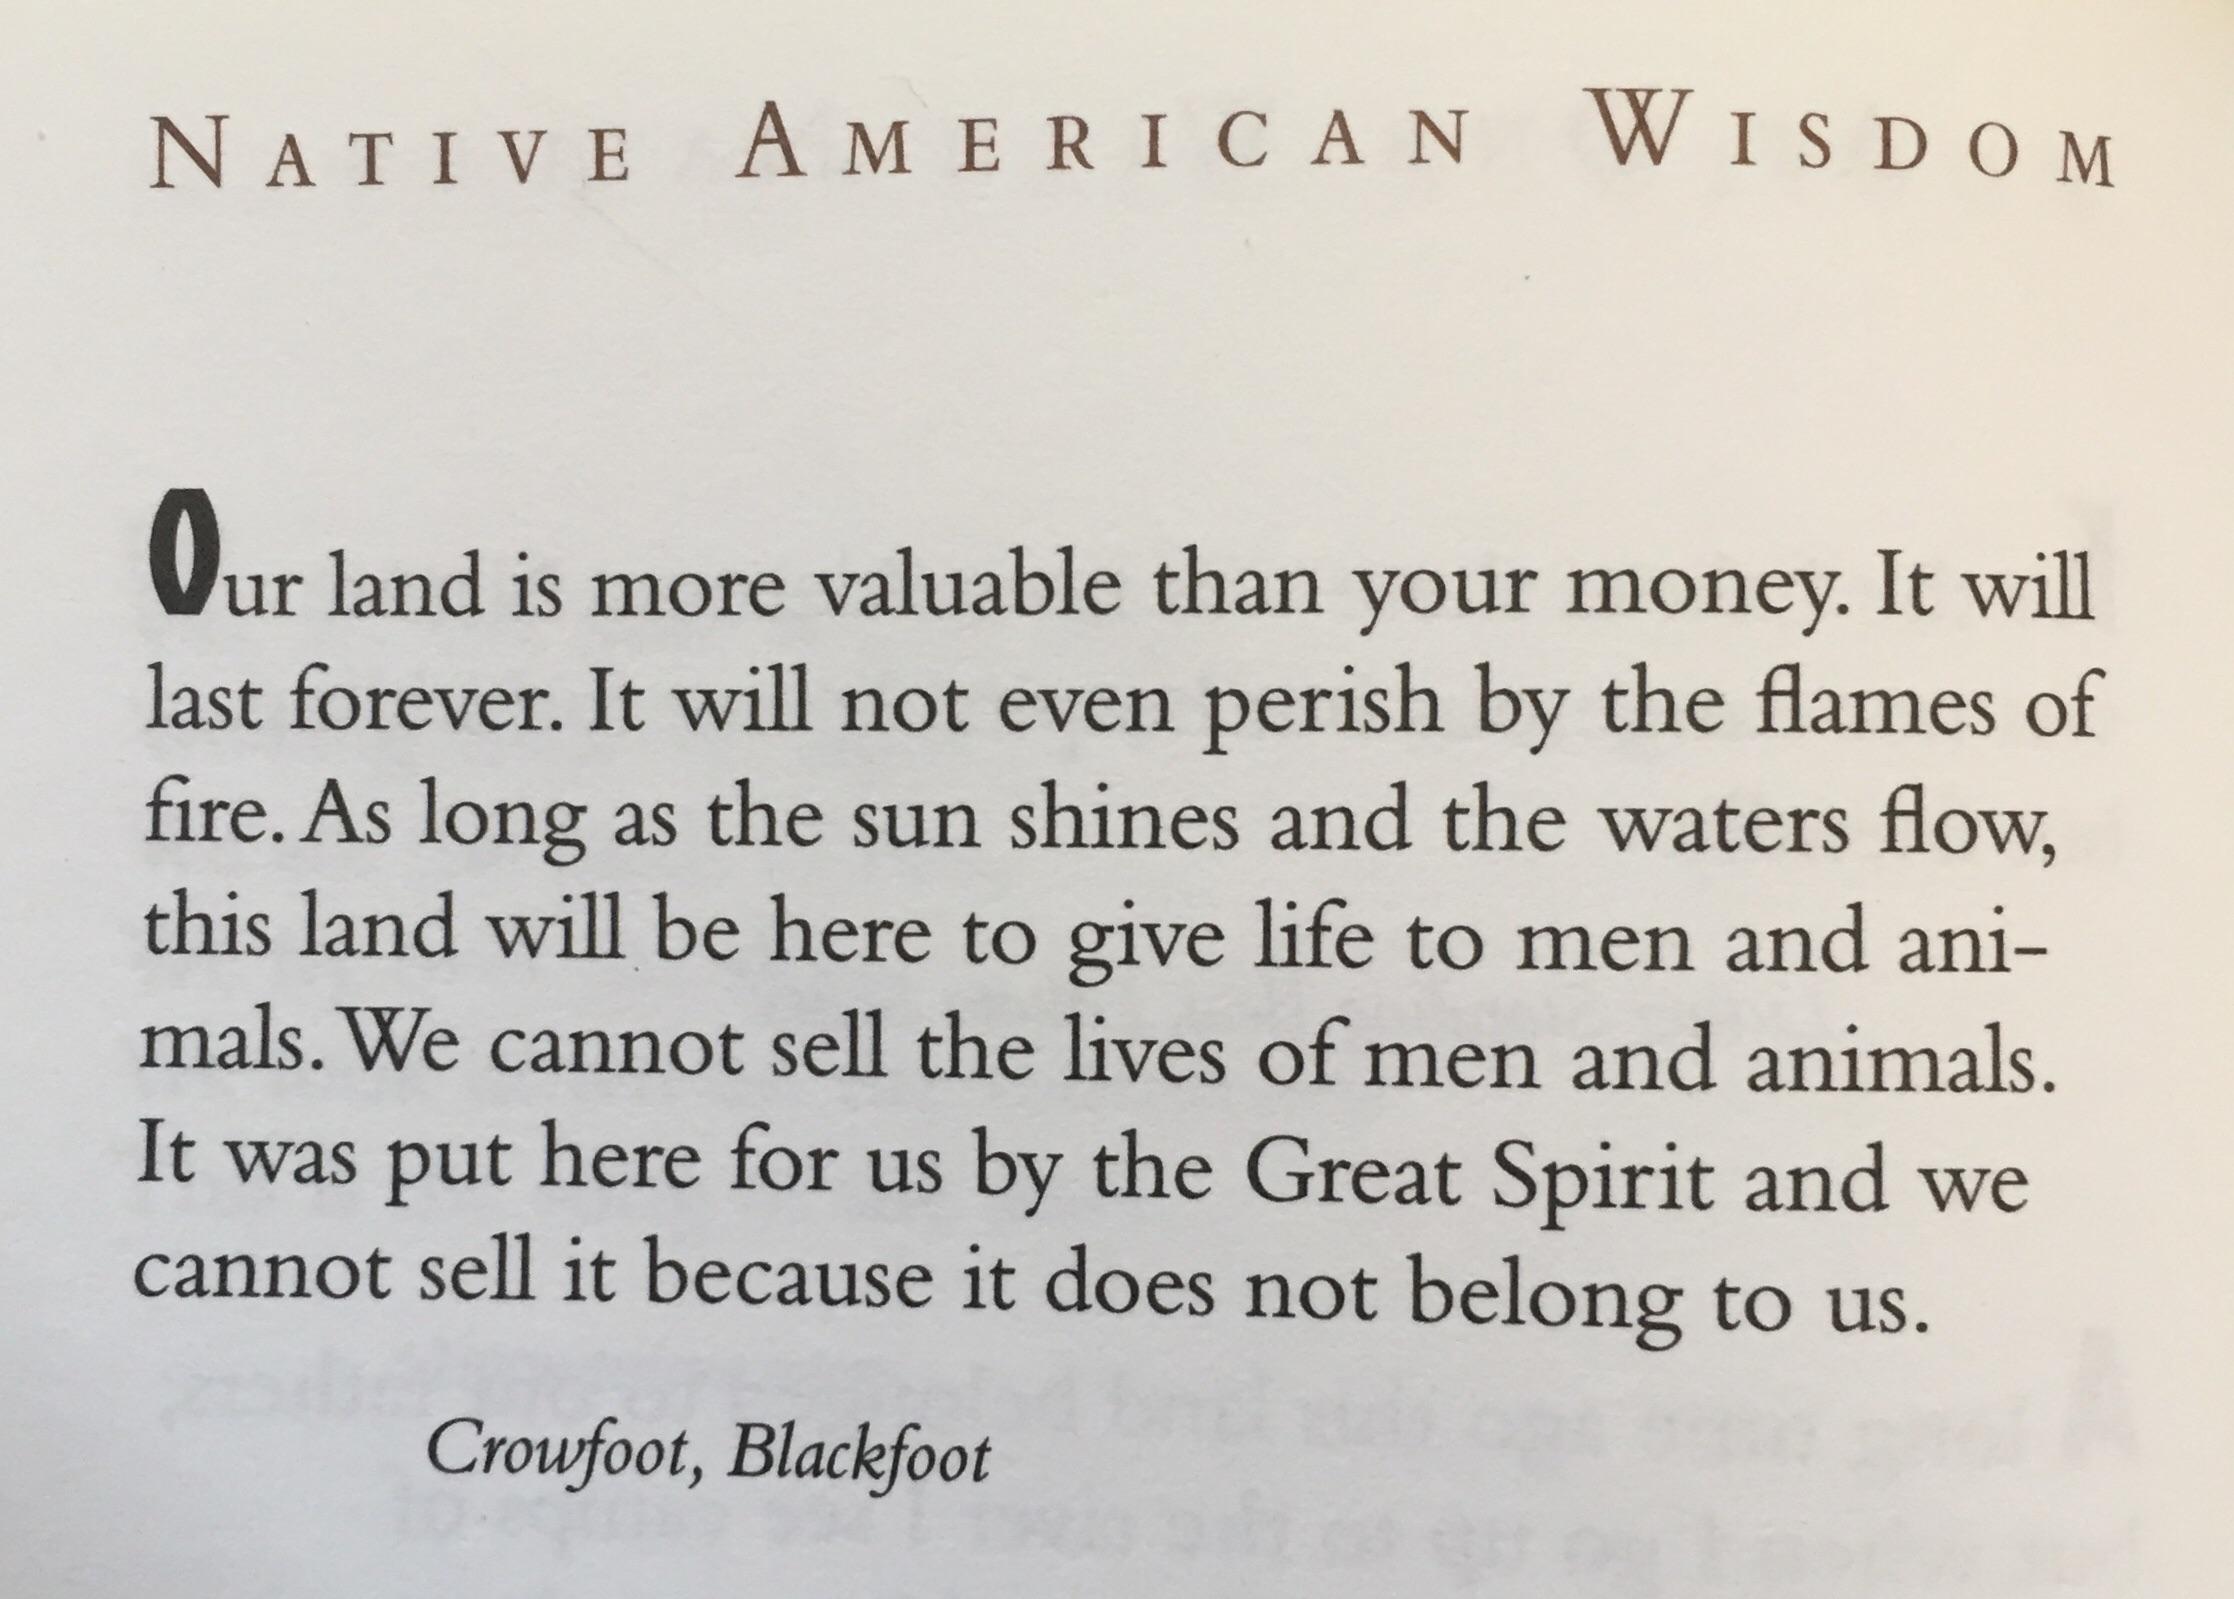 NATIVE AMERICAN WISDOM
Our land is more valuable than your money. It will
last forever. It will not even perish by the flames of
fire. As long as the sun shines and the waters flow,
this land will be here to give life to men and ani-
mals. We cannot sell the lives of men and animals.
It was put here for us by the Great Spirit and we
cannot sell it because it does not belong to us.
Crowfoot, Blackfoot